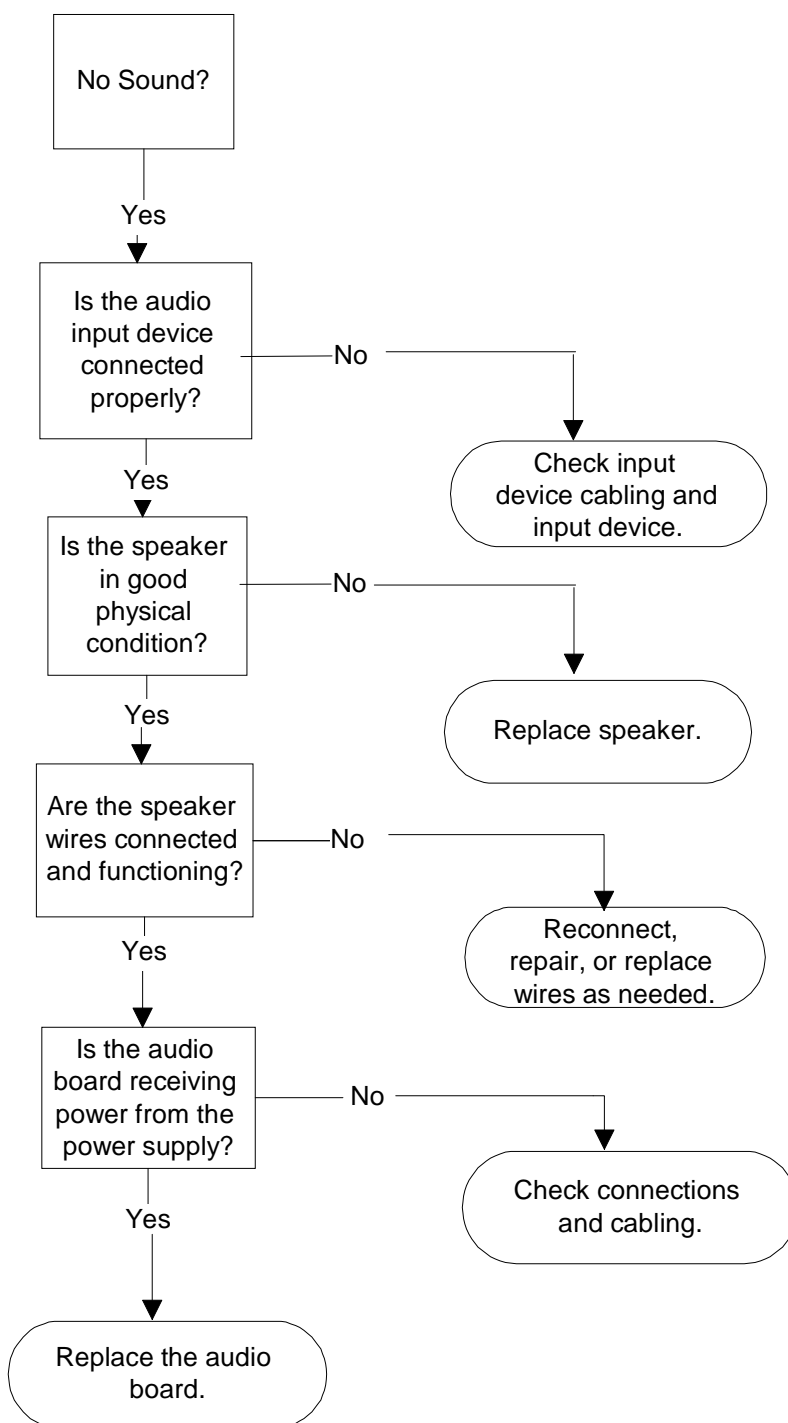 No Sound?
Yes
Is the audio
input device
connected
properly?
No
Check input
device cabling and
input device.
Yes
Is the speaker
in good
physical
condition?
No
Replace speaker.
Yes
Are the speaker
wires connected
and functioning?
No
Reconnect,
repair, or replace
wires as needed.
Yes
Is the audio
board receiving
power from the
power supply?
No
Check connections
and cabling.
Yes
Replace the audio
board.